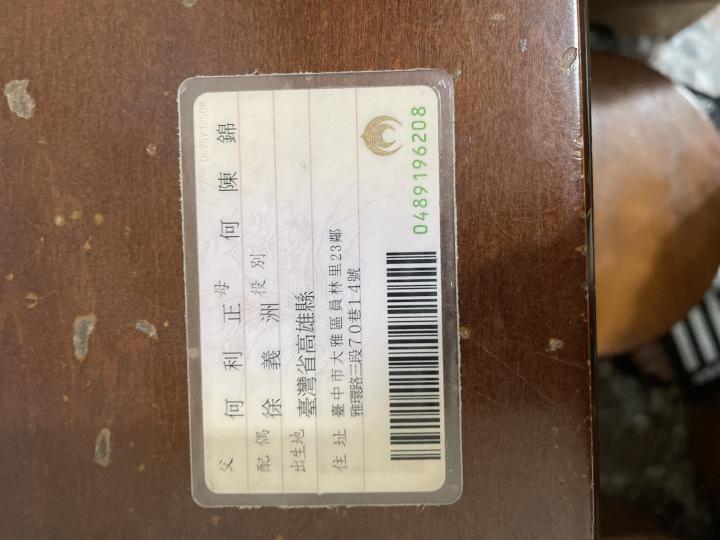 父 何利正 母 何陳錦
配偶 徐義洲 役別
出生地 臺灣省高雄縣
住址 臺中市大雅區員林里23鄰
雅環路三段70巷14號
0489196208